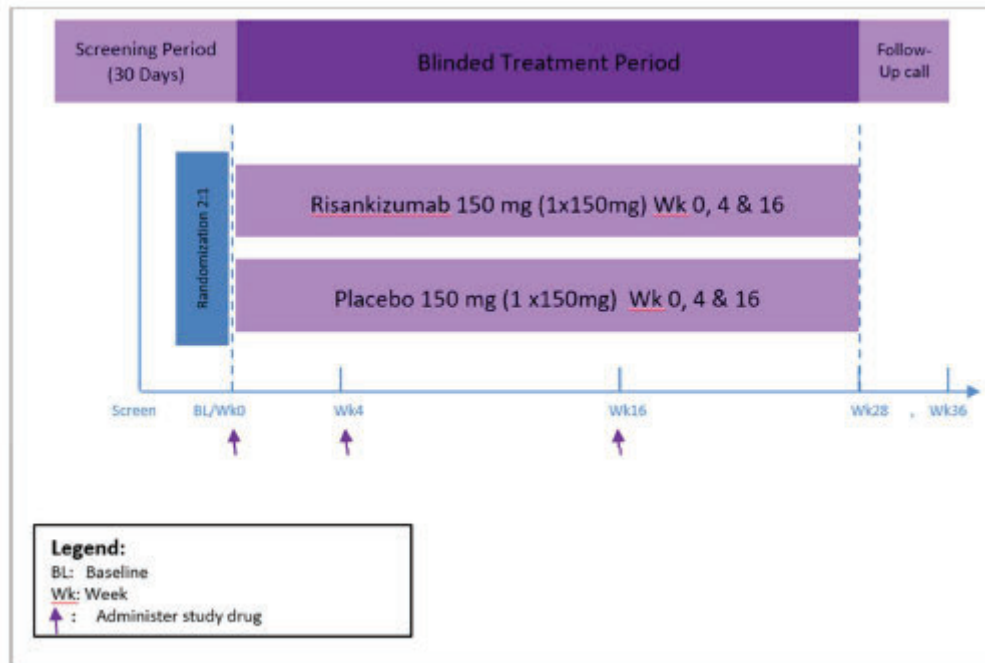 Screening Period
(30 Days)
Blinded Treatment Period
Follow-
Up call
Randomization 2:1
Risankizumab 150 mg (1x150mg) Wk 0, 4 & 16
Placebo 150 mg (1 x150mg) Wk 0, 4 & 16
Screen BL/Wk0 Wk4 Wk16 Wk28 , Wk36
Legend:
BL: Baseline
Wk: Week
: Administer study drug